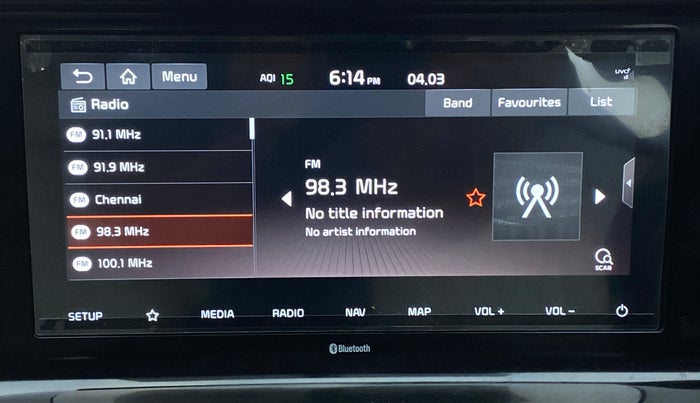 Menu AQI 15 6:14 PM 04.03 UVO
Radio Band Favourites List
FM 91.1 MHz
FM 91.9 MHz
FM Chennai
FM 98.3 MHz
FM 100.1 MHz
FM
98.3 MHz
No title information
No artist information
SCAN
SETUP MEDIA RADIO NAV MAP VOL + VOL -
Bluetooth